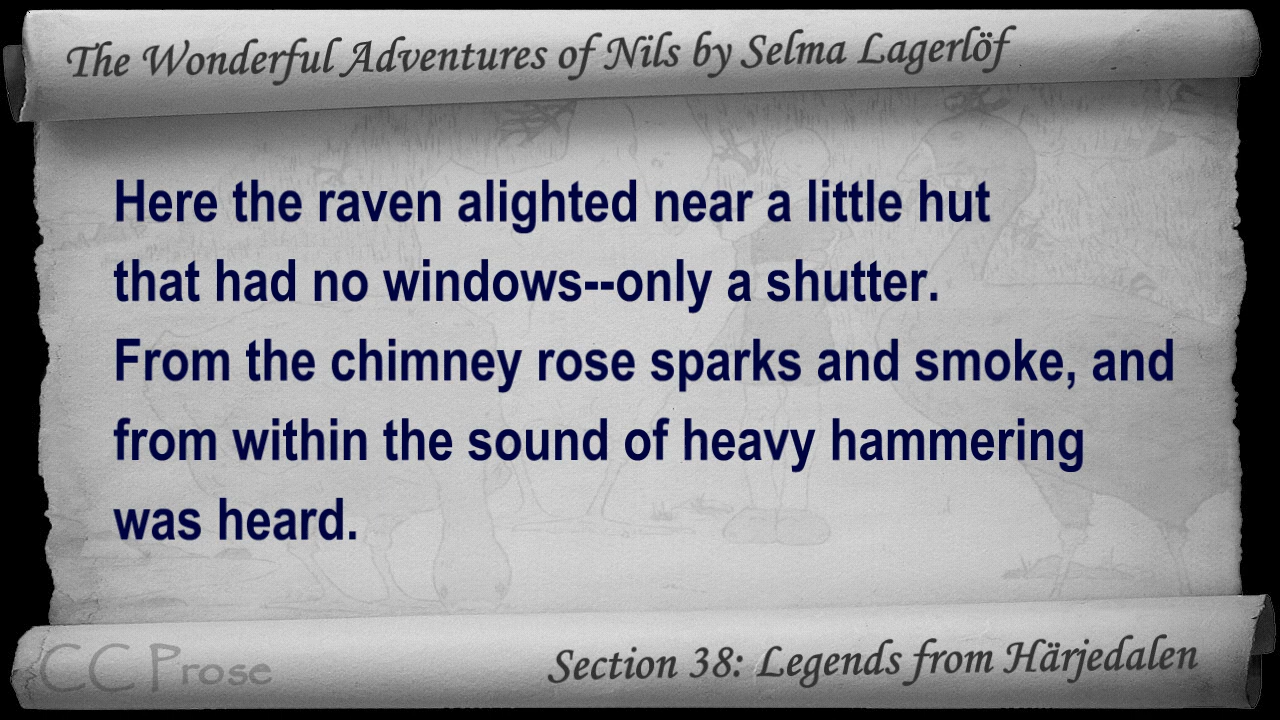 The Wonderful Adventures of Nils by Selma Lagerlöf
Here the raven alighted near a little hut
that had no windows--only a shutter.
From the chimney rose sparks and smoke, and
from within the sound of heavy hammering
was heard.
CC Prose
Section 38: Legends from Härjedalen